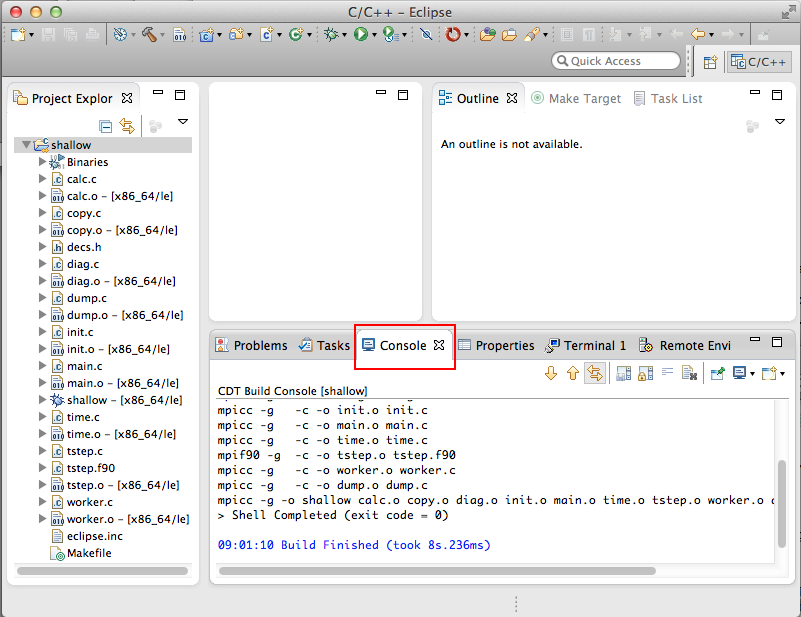 C/C++ – Eclipse
Quick Access
C/C++
Project Explor
shallow
Binaries
calc.c
calc.o – [x86_64/le]
copy.c
copy.o – [x86_64/le]
decs.h
diag.c
diag.o – [x86_64/le]
dump.c
dump.o – [x86_64/le]
init.c
init.o – [x86_64/le]
main.c
main.o – [x86_64/le]
shallow – [x86_64/le]
time.c
time.o – [x86_64/le]
tstep.c
tstep.f90
tstep.o – [x86_64/le]
worker.c
worker.o – [x86_64/le]
eclipse.inc
Makefile
Outline Make Target Task List
An outline is not available.
Problems Tasks Console Properties Terminal 1 Remote Envi
CDT Build Console [shallow]
mpicc -g -c -o init.o init.c
mpicc -g -c -o main.o main.c
mpicc -g -c -o time.o time.c
mpif90 -g -c -o tstep.o tstep.f90
mpicc -g -c -o worker.o worker.c
mpicc -g -c -o dump.o dump.c
mpicc -g -o shallow calc.o copy.o diag.o init.o main.o time.o tstep.o worker.o
> Shell Completed (exit code = 0)
09:01:10 Build Finished (took 8s.236ms)